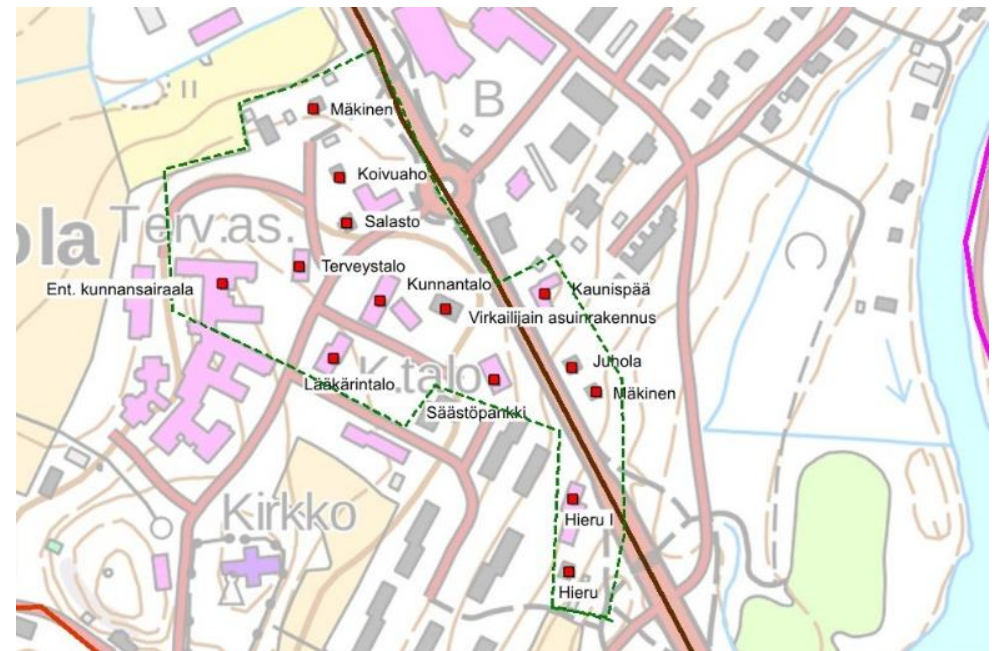 Mäkinen
B
Koivuaho
Salasto
ola Terv.as.
Terveystalo
Ent. kunnansairaala
Kunnantalo
Kaunispää
Virkailijain asuinrakennus
Lääkärintalo
K.talo
Juhola
Mäkinen
Säästöpankki
Kirkko
Hieru I
Hieru